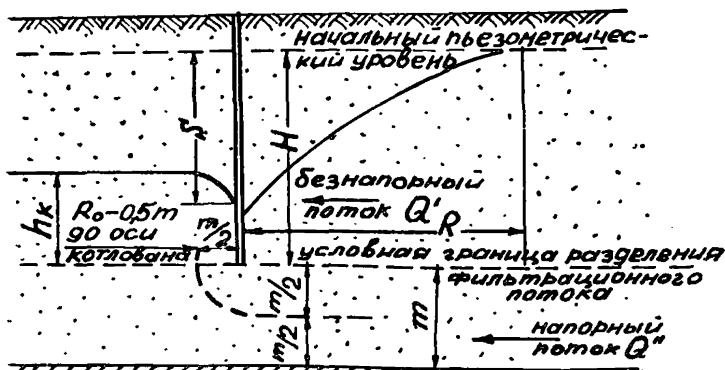 начальный пьезометричес-
кий уровень
S
H
безнапорный
поток Q'
R
hк
R₀-0,5m
до оси
котлована
m/2
условная граница разделения
фильтрационного
потока
m/2
m/2
m
напорный
поток Q"